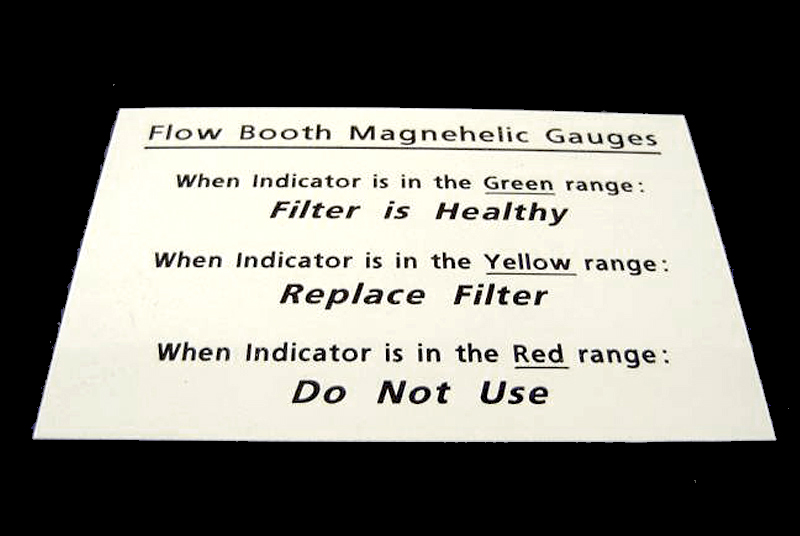 Flow Booth Magnehelic Gauges
When Indicator is in the Green range:
Filter is Healthy
When Indicator is in the Yellow range:
Replace Filter
When Indicator is in the Red range:
Do Not Use